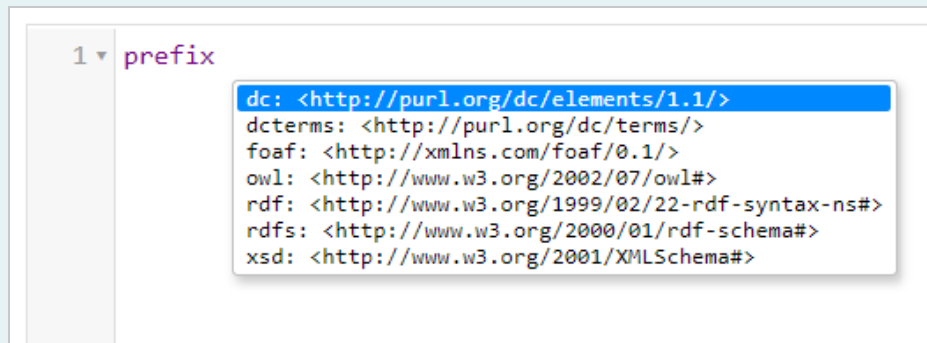 1 prefix
dc: <http://purl.org/dc/elements/1.1/>
dcterms: <http://purl.org/dc/terms/>
foaf: <http://xmlns.com/foaf/0.1/>
owl: <http://www.w3.org/2002/07/owl#>
rdf: <http://www.w3.org/1999/02/22-rdf-syntax-ns#>
rdfs: <http://www.w3.org/2000/01/rdf-schema#>
xsd: <http://www.w3.org/2001/XMLSchema#>